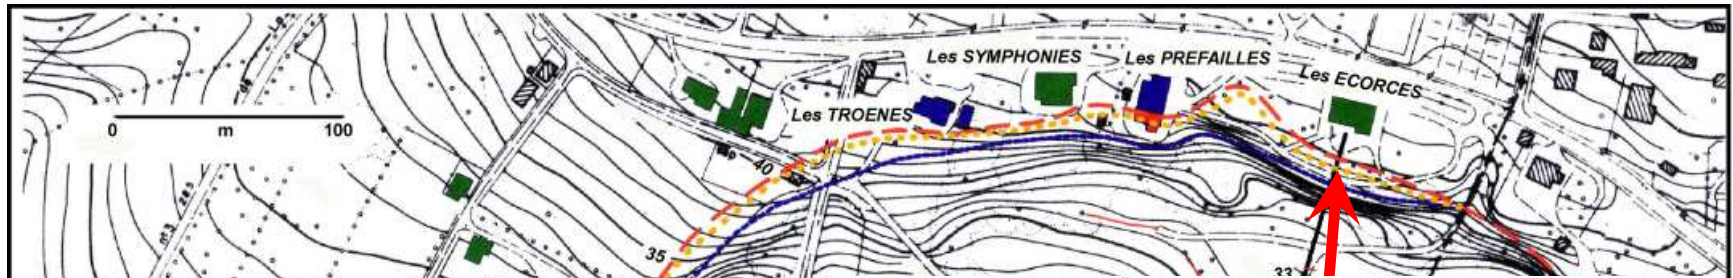 Les SYMPHONIES
Les PREFAILLES
Les ECORCES
Les TROENES
0 m 100
40
35
33